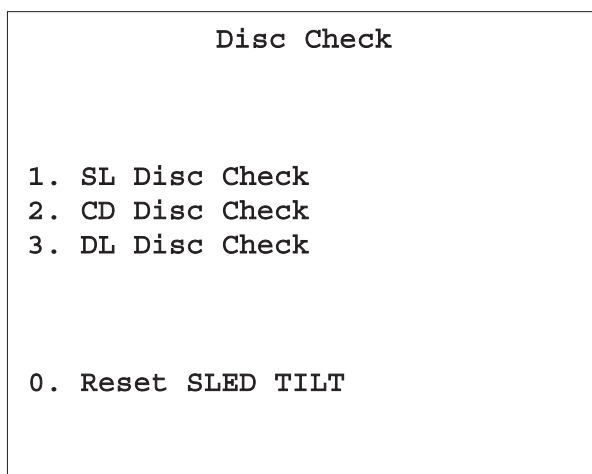 Disc Check
1. SL Disc Check
2. CD Disc Check
3. DL Disc Check
0. Reset SLED TILT